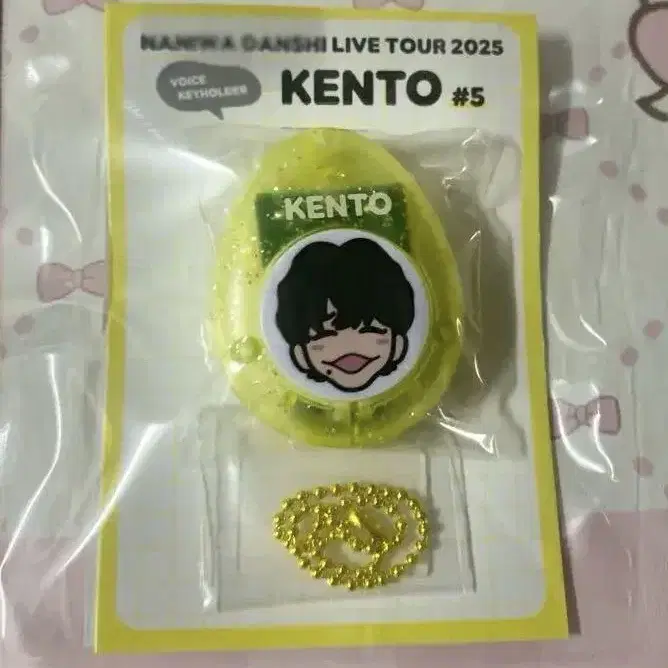 NANIWA DANSHI LIVE TOUR 2025
VOICE
KEYHOLDER
KENTO #5
KENTO